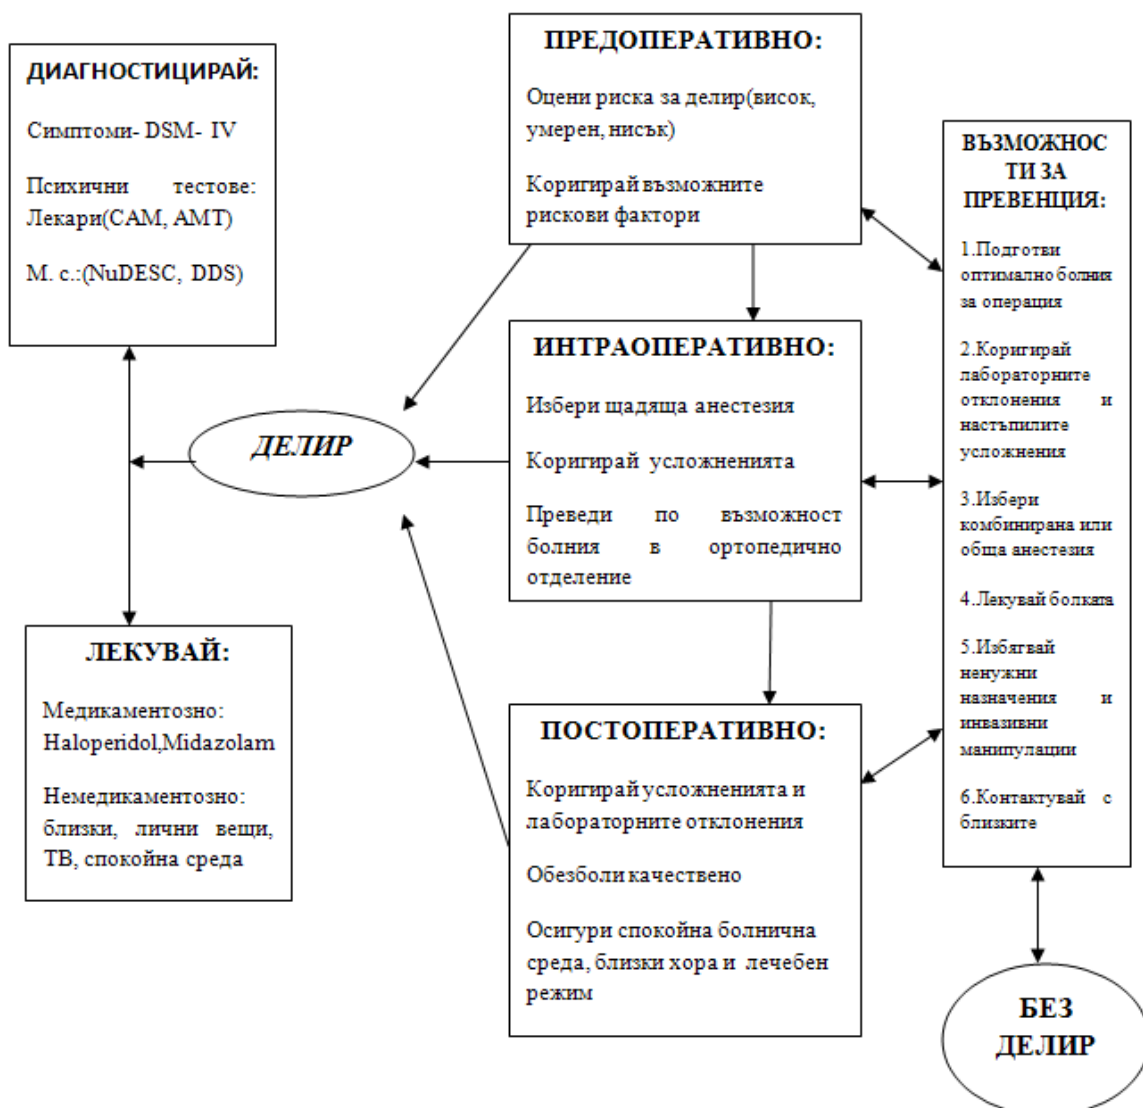 ДИАГНОСТИЦИРАЙ:
Симптоми- DSM- IV
Психични тестове:
Лекари(CAM, AMT)
М. с.:(NuDESC, DDS)
ПРЕДОПЕРАТИВНО:
Оцени риска за делир(висок,
умерен, нисък)
Коригирай възможните
рискови фактори
ДЕЛИР
ИНТРАОПЕРАТИВНО:
Избери щадяща анестезия
Коригирай усложненията
Преведи по възможност
болния в ортопедично
отделение
ЛЕКУВАЙ:
Медикаментозно:
Haloperidol,Midazolam
Немедикаментозно:
близки, лични вещи,
ТВ, спокойна среда
ПОСТОПЕРАТИВНО:
Коригирай усложненията и
лабораторните отклонения
Обезболи качествено
Осигури спокойна болнична
среда, близки хора и лечебен
режим
ВЪЗМОЖНОС
ТИ ЗА
ПРЕВЕНЦИЯ:
1.Подготви
оптимално болния
за операция
2.Коригирай
лабораторните
отклонения и
настъпилите
усложнения
3.Избери
комбинирана или
обща анестезия
4.Лекувай болката
5.Избягвай
ненужни
назначения и
инвазивни
манипулации
6.Контактувай с
близките
БЕЗ
ДЕЛИР